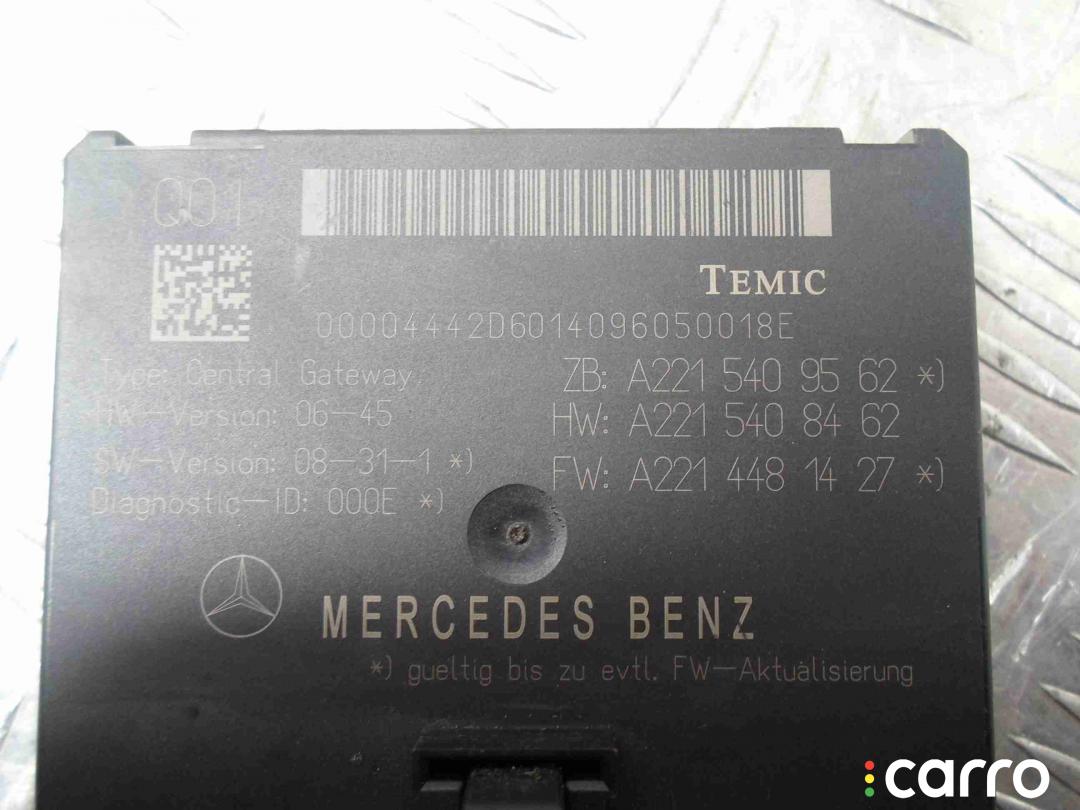 Q01
TEMIC
00004442D6014096050018E
Type: Central Gateway
ZB: A221 540 95 62 *)
HW-Version: 06-45
HW: A221 540 84 62
SW-Version: 08-31-1 *)
FW: A221 448 14 27 *)
Diagnostic-ID: 000E *)
MERCEDES BENZ
*) gueltig bis zu evtl. FW-Aktualisierung
carro